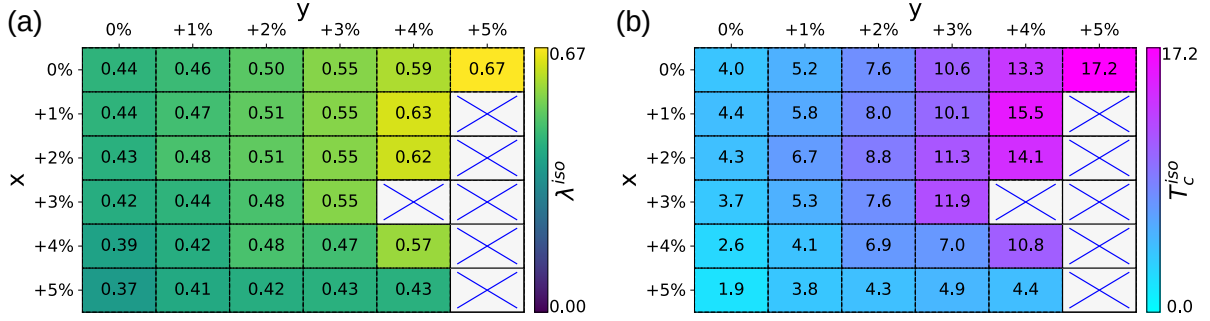 (a)
y
0% +1% +2% +3% +4% +5%
x
0% 0.44 0.46 0.50 0.55 0.59 0.67
+1% 0.44 0.47 0.51 0.55 0.63
+2% 0.43 0.48 0.51 0.55 0.62
+3% 0.42 0.44 0.48 0.55
+4% 0.39 0.42 0.48 0.47 0.57
+5% 0.37 0.41 0.42 0.43 0.43
0.67
λ^iso
0.00
(b)
y
0% +1% +2% +3% +4% +5%
x
0% 4.0 5.2 7.6 10.6 13.3 17.2
+1% 4.4 5.8 8.0 10.1 15.5
+2% 4.3 6.7 8.8 11.3 14.1
+3% 3.7 5.3 7.6 11.9
+4% 2.6 4.1 6.9 7.0 10.8
+5% 1.9 3.8 4.3 4.9 4.4
17.2
T_c^iso
0.0